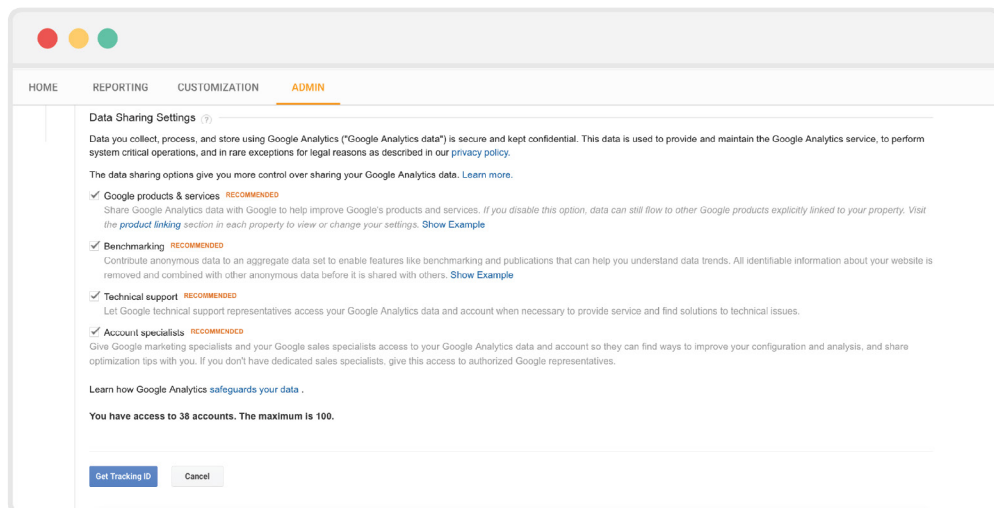 HOME REPORTING CUSTOMIZATION ADMIN
Data Sharing Settings ?
Data you collect, process, and store using Google Analytics ("Google Analytics data") is secure and kept confidential. This data is used to provide and maintain the Google Analytics service, to perform
system critical operations, and in rare exceptions for legal reasons as described in our privacy policy.
The data sharing options give you more control over sharing your Google Analytics data. Learn more.
Google products & services RECOMMENDED
Share Google Analytics data with Google to help improve Google's products and services. If you disable this option, data can still flow to other Google products explicitly linked to your property. Visit
the product linking section in each property to view or change your settings. Show Example
Benchmarking RECOMMENDED
Contribute anonymous data to an aggregate data set to enable features like benchmarking and publications that can help you understand data trends. All identifiable information about your website is
removed and combined with other anonymous data before it is shared with others. Show Example
Technical support RECOMMENDED
Let Google technical support representatives access your Google Analytics data and account when necessary to provide service and find solutions to technical issues.
Account specialists RECOMMENDED
Give Google marketing specialists and your Google sales specialists access to your Google Analytics data and account so they can find ways to improve your configuration and analysis, and share
optimization tips with you. If you don't have dedicated sales specialists, give this access to authorized Google representatives.
Learn how Google Analytics safeguards your data .
You have access to 38 accounts. The maximum is 100.
Get Tracking ID Cancel